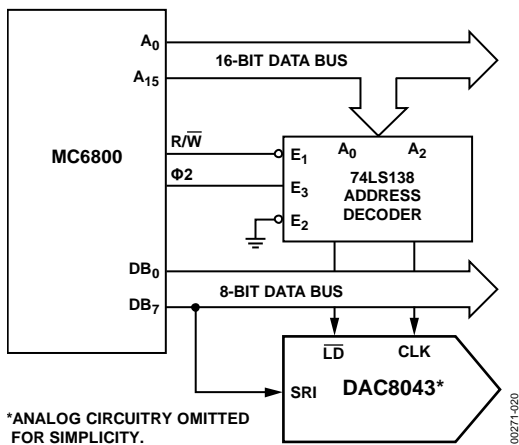 A0
16-BIT DATA BUS
A15
MC6800
R/W̅
E1
A0
A2
Φ2
E3
74LS138
ADDRESS
DECODER
E2
DB0
8-BIT DATA BUS
DB7
L̅D̅
CLK
SRI
DAC8043*
*ANALOG CIRCUITRY OMITTED
FOR SIMPLICITY.
00271-020